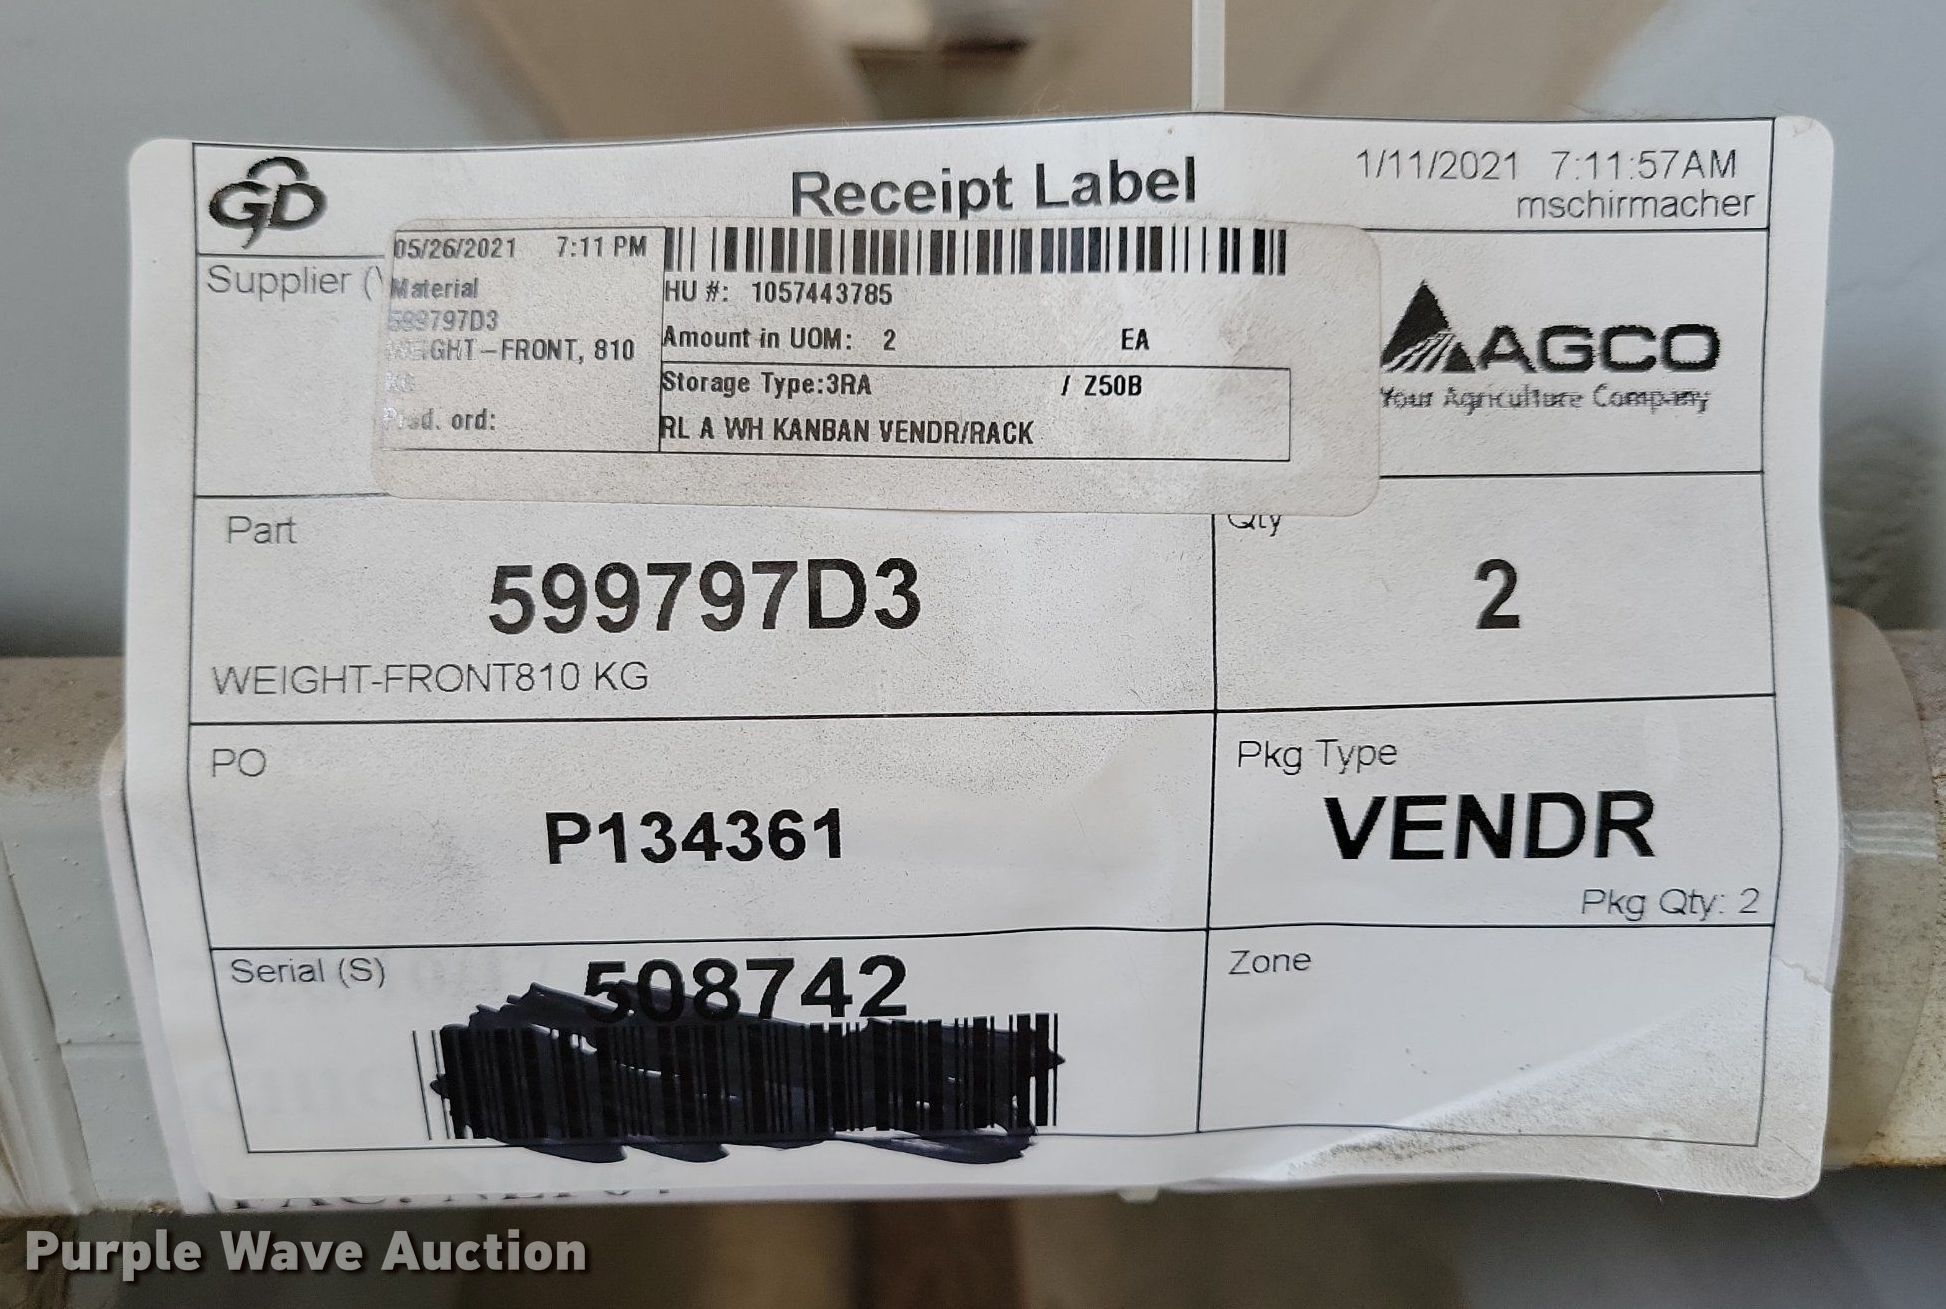 GD
Receipt Label
1/11/2021 7:11:57AM
mschirmacher
Supplier (
05/26/2021 7:11 PM
Material
599797D3
WEIGHT-FRONT, 810
KG
Prod. ord:
HU #: 1057443785
Amount in UOM: 2 EA
Storage Type:3RA / Z50B
RL A WH KANBAN VENDR/RACK
AGCO
Your Agriculture Company
Part
599797D3
WEIGHT-FRONT810 KG
Qty
2
PO
P134361
Pkg Type
VENDR
Pkg Qty: 2
Serial (S)
508742
Zone
Purple Wave Auction